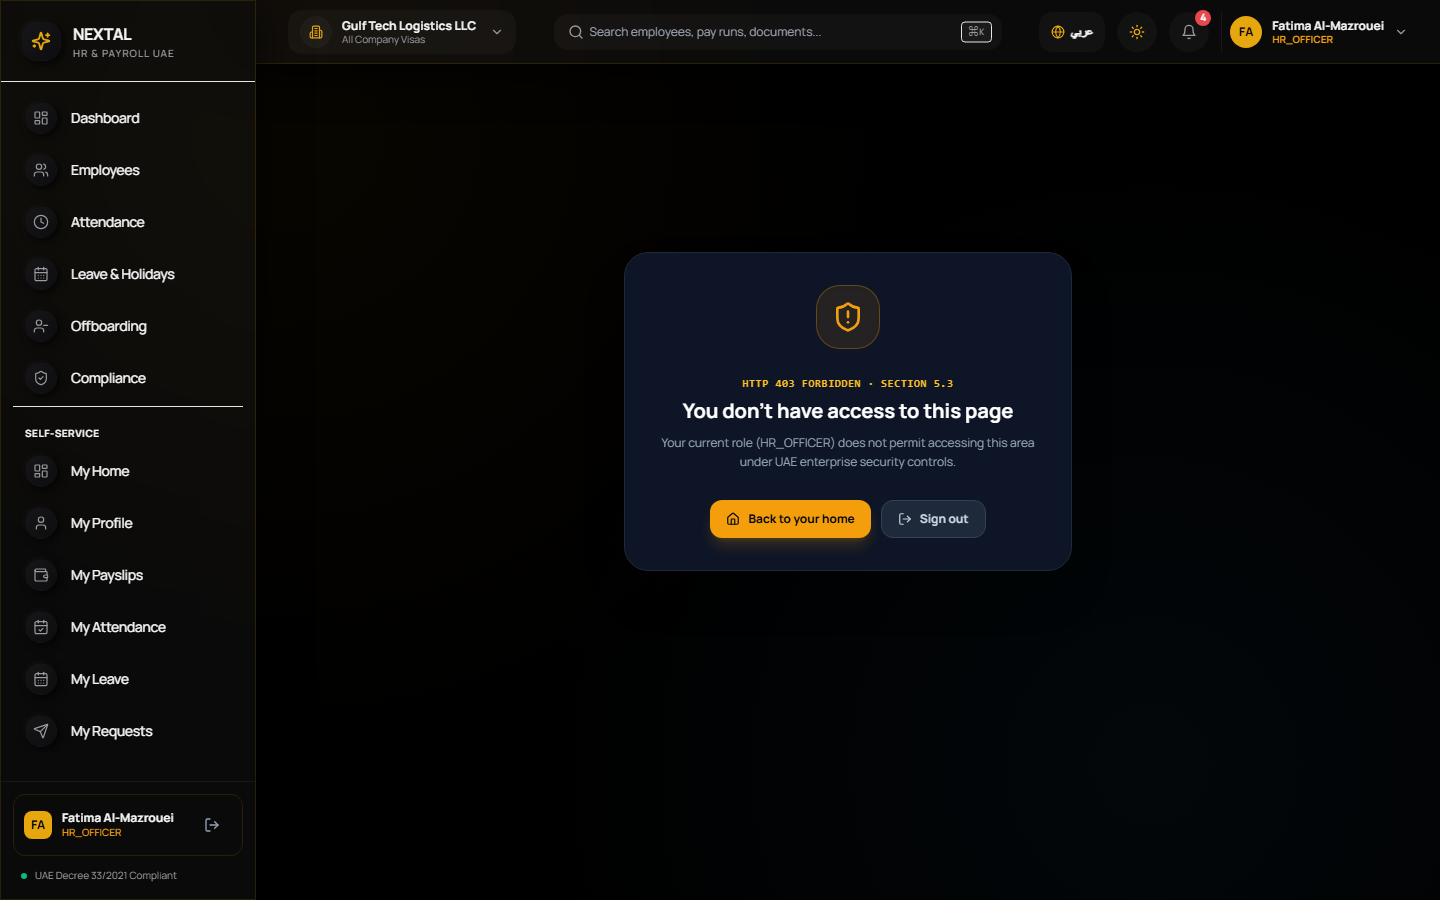 NEXTAL
HR & PAYROLL UAE
Gulf Tech Logistics LLC
All Company Visas
Search employees, pay runs, documents...
⌘K
عربي
4
FA
Fatima Al-Mazrouei
HR_OFFICER
Dashboard
Employees
Attendance
Leave & Holidays
Offboarding
Compliance
SELF-SERVICE
My Home
My Profile
My Payslips
My Attendance
My Leave
My Requests
FA
Fatima Al-Mazrouei
HR_OFFICER
UAE Decree 33/2021 Compliant
HTTP 403 FORBIDDEN · SECTION 5.3
You don't have access to this page
Your current role (HR_OFFICER) does not permit accessing this area
under UAE enterprise security controls.
Back to your home
Sign out